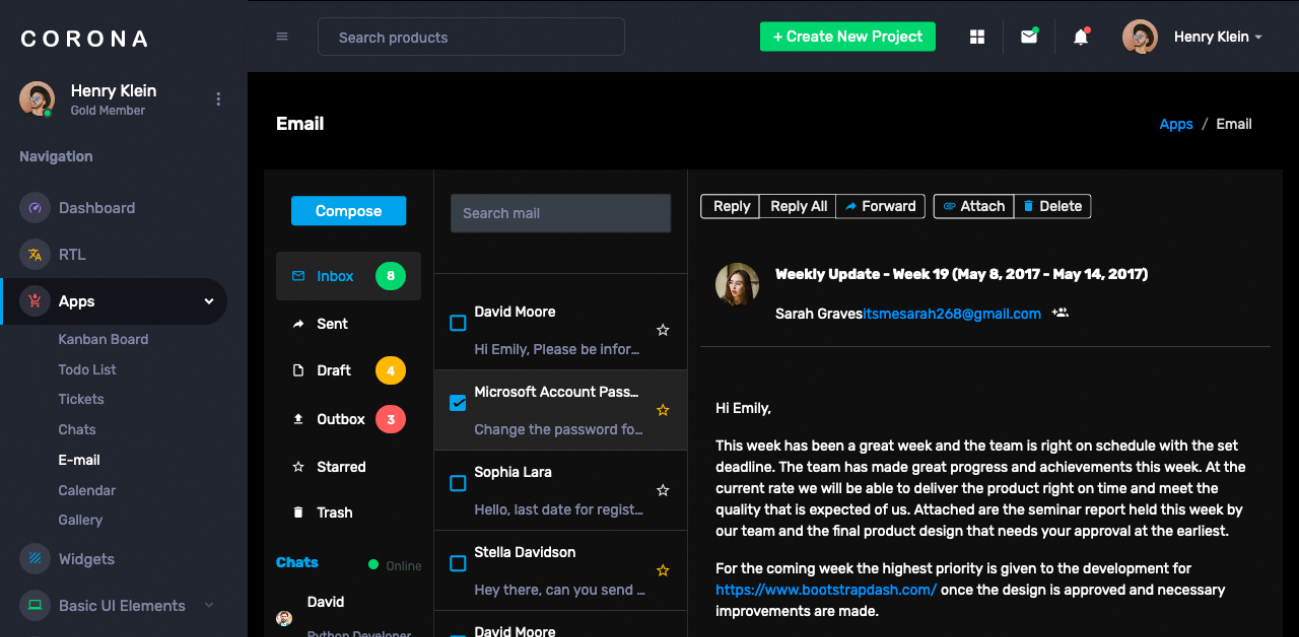 CORONA
Search products
+ Create New Project
Henry Klein
Henry Klein
Gold Member
Navigation
Dashboard
RTL
Apps
Kanban Board
Todo List
Tickets
Chats
E-mail
Calendar
Gallery
Widgets
Basic UI Elements
Email
Apps / Email
Compose
Inbox 8
Sent
Draft 4
Outbox 3
Starred
Trash
Chats Online
David
Python Developer
Search mail
David Moore
Hi Emily, Please be infor...
Microsoft Account Pass...
Change the password fo...
Sophia Lara
Hello, last date for regist...
Stella Davidson
Hey there, can you send ...
David Moore
Reply Reply All Forward Attach Delete
Weekly Update - Week 19 (May 8, 2017 - May 14, 2017)
Sarah Gravesitsmesarah268@gmail.com
Hi Emily,
This week has been a great week and the team is right on schedule with the set
deadline. The team has made great progress and achievements this week. At the
current rate we will be able to deliver the product right on time and meet the
quality that is expected of us. Attached are the seminar report held this week by
our team and the final product design that needs your approval at the earliest.
For the coming week the highest priority is given to the development for
https://www.bootstrapdash.com/ once the design is approved and necessary
improvements are made.